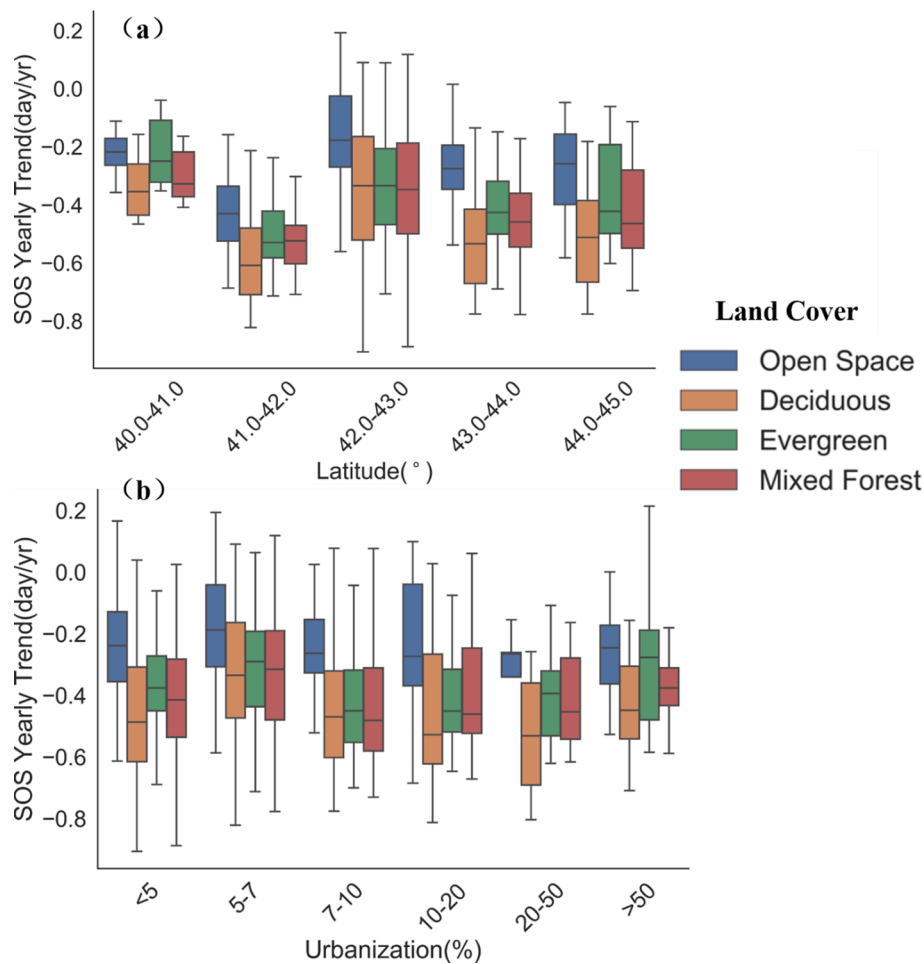 (a)
SOS Yearly Trend(day/yr)
0.2
0.0
−0.2
−0.4
−0.6
−0.8
40.0-41.0
41.0-42.0
42.0-43.0
43.0-44.0
44.0-45.0
Latitude(°)
Land Cover
Open Space
Deciduous
Evergreen
Mixed Forest
(b)
SOS Yearly Trend(day/yr)
0.2
0.0
−0.2
−0.4
−0.6
−0.8
<5
5-7
7-10
10-20
20-50
>50
Urbanization(%)